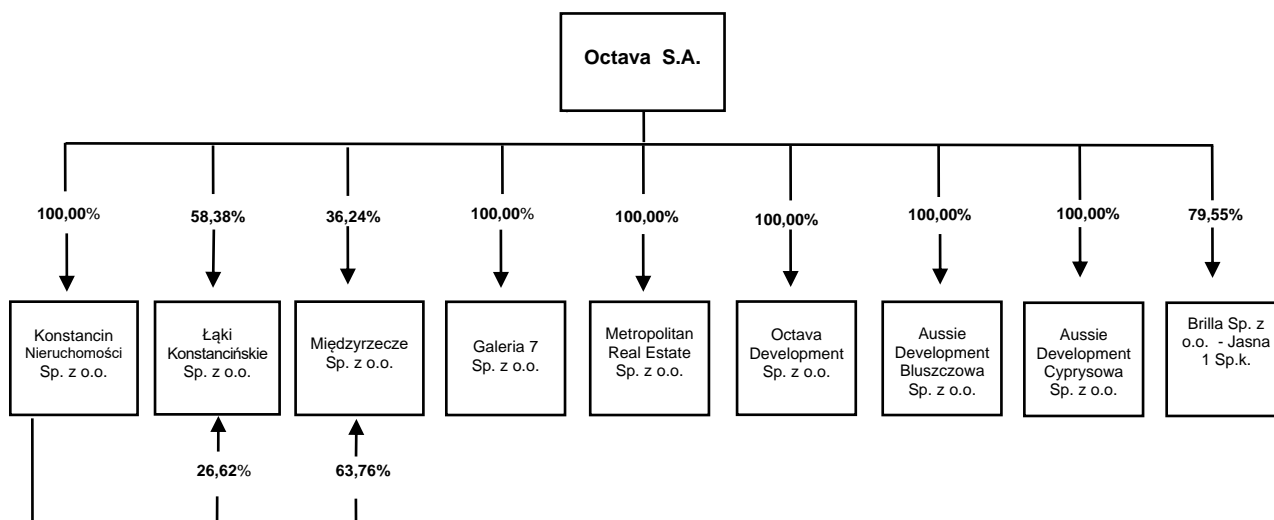 Octava S.A.
100,00%
58,38%
36,24%
100,00%
100,00%
100,00%
100,00%
100,00%
79,55%
Konstancin
Nieruchomości
Sp. z o.o.
Łąki
Konstancińskie
Sp. z o.o.
Międzyrzecze
Sp. z o.o.
Galeria 7
Sp. z o.o.
Metropolitan
Real Estate
Sp. z o.o.
Octava
Development
Sp. z o.o.
Aussie
Development
Bluszczowa
Sp. z o.o.
Aussie
Development
Cyprysowa
Sp. z o.o.
Brilla Sp. z
o.o. - Jasna
1 Sp.k.
26,62%
63,76%